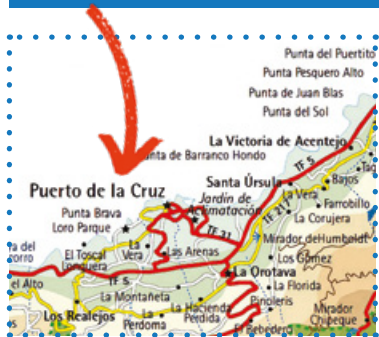 Punta del Puertito
Punta Pesquero Alto
Punta de Juan Blas
Punta del Sol
La Victoria de Acentejo
nta de Barranco Hondo
TF 5
Puerto de la Cruz
Santa Úrsula
Bajos
La Vera
Jardín de
Aclimatación
TF 217
Farrobillo
Punta Brava
Loro Parque
La Corujera
TF 31
Mirador de Humboldt
El Toscal
Longuera
La
Vera
Las Arenas
Los Gómez
el Alto
TF 5
La Orotava
La Florida
La Montañeta
Pinoleris
Los Realejos
La
Perdoma
La Hacienda
Perdida
Mirador
Chipeque
El Rebedero